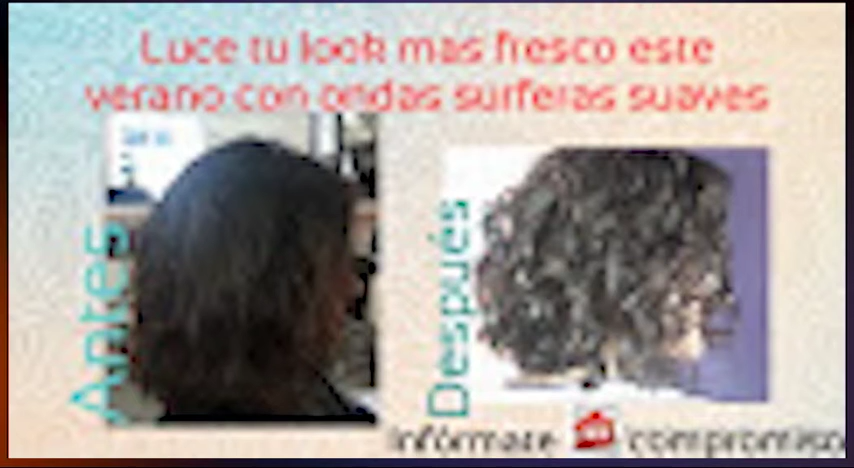 Luce tu look mas fresco este
verano con ondas surferas suaves
Antes
Después
Infórmate compromiso